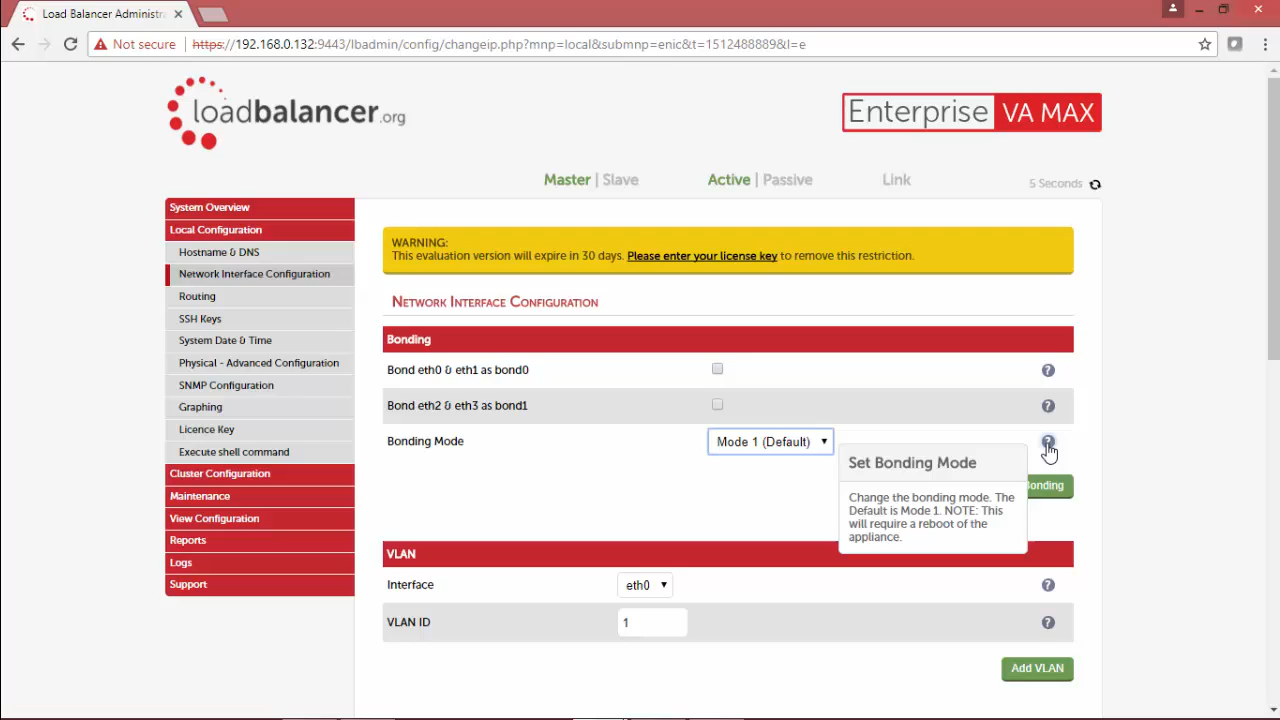 Load Balancer Administra
Not secure
https://192.168.0.132:9443/lbadmin/config/changeip.php?mnp=local&submnp=enic&t=1512488889&l=e
loadbalancer.org
Enterprise VA MAX
Master | Slave
Active | Passive
Link
5 Seconds
System Overview
Local Configuration
Hostname & DNS
Network Interface Configuration
Routing
SSH Keys
System Date & Time
Physical - Advanced Configuration
SNMP Configuration
Graphing
Licence Key
Execute shell command
Cluster Configuration
Maintenance
View Configuration
Reports
Logs
Support
WARNING:
This evaluation version will expire in 30 days. Please enter your license key to remove this restriction.
Network Interface Configuration
Bonding
Bond eth0 & eth1 as bond0
?
Bond eth2 & eth3 as bond1
?
Bonding Mode
Mode 1 (Default)
?
Set Bonding Mode
Change the bonding mode. The
Default is Mode 1. NOTE: This
will require a reboot of the
appliance.
onding
VLAN
Interface
eth0
?
VLAN ID
1
?
Add VLAN